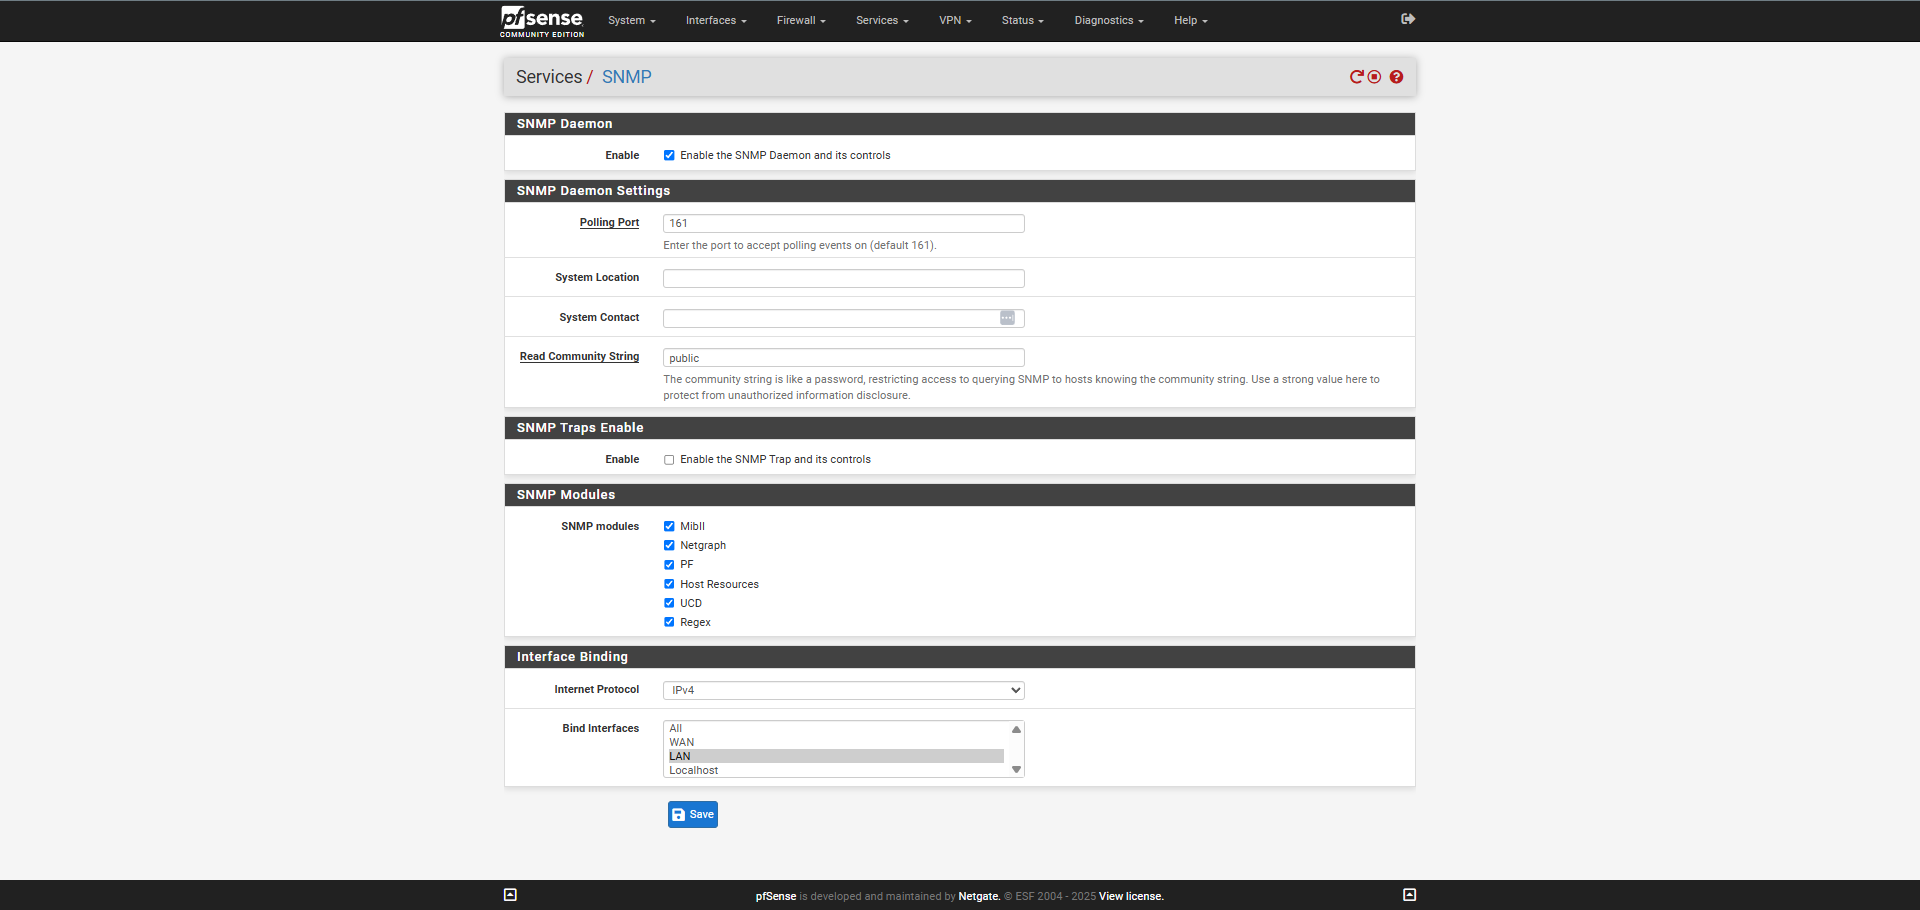 pfsense
COMMUNITY EDITION
System Interfaces Firewall Services VPN Status Diagnostics Help
Services / SNMP
SNMP Daemon
Enable Enable the SNMP Daemon and its controls
SNMP Daemon Settings
Polling Port 161
Enter the port to accept polling events on (default 161).
System Location
System Contact
Read Community String public
The community string is like a password, restricting access to querying SNMP to hosts knowing the community string. Use a strong value here to
protect from unauthorized information disclosure.
SNMP Traps Enable
Enable Enable the SNMP Trap and its controls
SNMP Modules
SNMP modules MibII
Netgraph
PF
Host Resources
UCD
Regex
Interface Binding
Internet Protocol IPv4
Bind Interfaces All
WAN
LAN
Localhost
Save
pfSense is developed and maintained by Netgate. © ESF 2004 - 2025 View license.